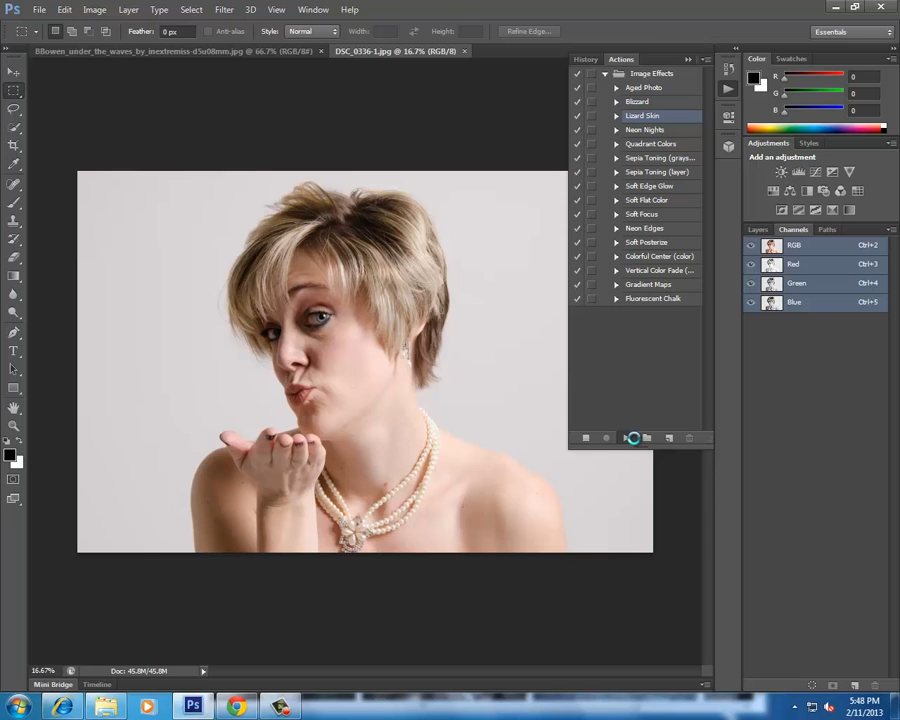 Ps File Edit Image Layer Type Select Filter 3D View Window Help
Feather: 0 px Anti-alias Style: Normal Width: Height: Refine Edge... Essentials
BBowen_under_the_waves_by_inextremiss-d5u08mm.jpg @ 66.7% (RGB/8#) × DSC_0336-1.jpg @ 16.7% (RGB/8) ×
History Actions
Image Effects
Aged Photo
Blizzard
Lizard Skin
Neon Nights
Quadrant Colors
Sepia Toning (grays...
Sepia Toning (layer)
Soft Edge Glow
Soft Flat Color
Soft Focus
Neon Edges
Soft Posterize
Colorful Center (color)
Vertical Color Fade (...
Gradient Maps
Fluorescent Chalk
Color Swatches
R 0
G 0
B 0
Adjustments Styles
Add an adjustment
Layers Channels Paths
RGB Ctrl+2
Red Ctrl+3
Green Ctrl+4
Blue Ctrl+5
16.67% Doc: 45.8M/45.8M
Mini Bridge Timeline
Ps
5:48 PM
2/11/2013